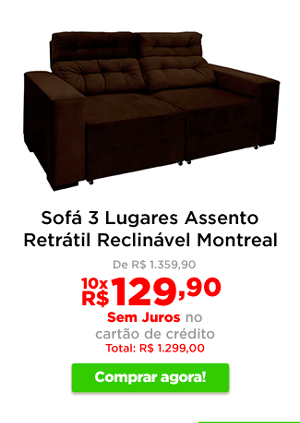 Sofá 3 Lugares Assento
Retrátil Reclinável Montreal
De R$ 1.359,90
10x R$ 129,90
Sem Juros no
cartão de crédito
Total: R$ 1.299,00
Comprar agora!